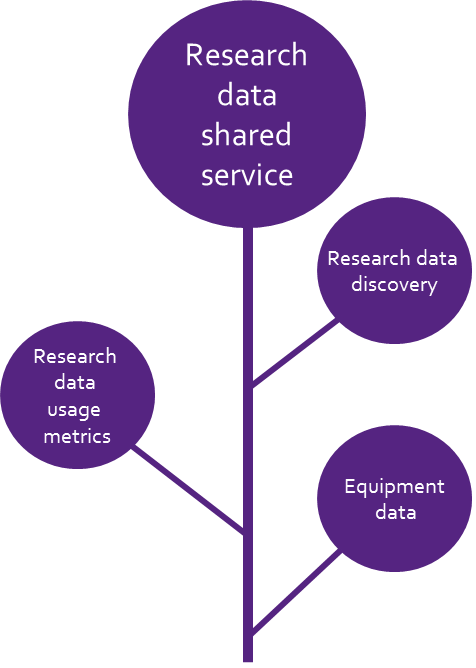 Research
data
shared
service
Research data
discovery
Research
data
usage
metrics
Equipment
data